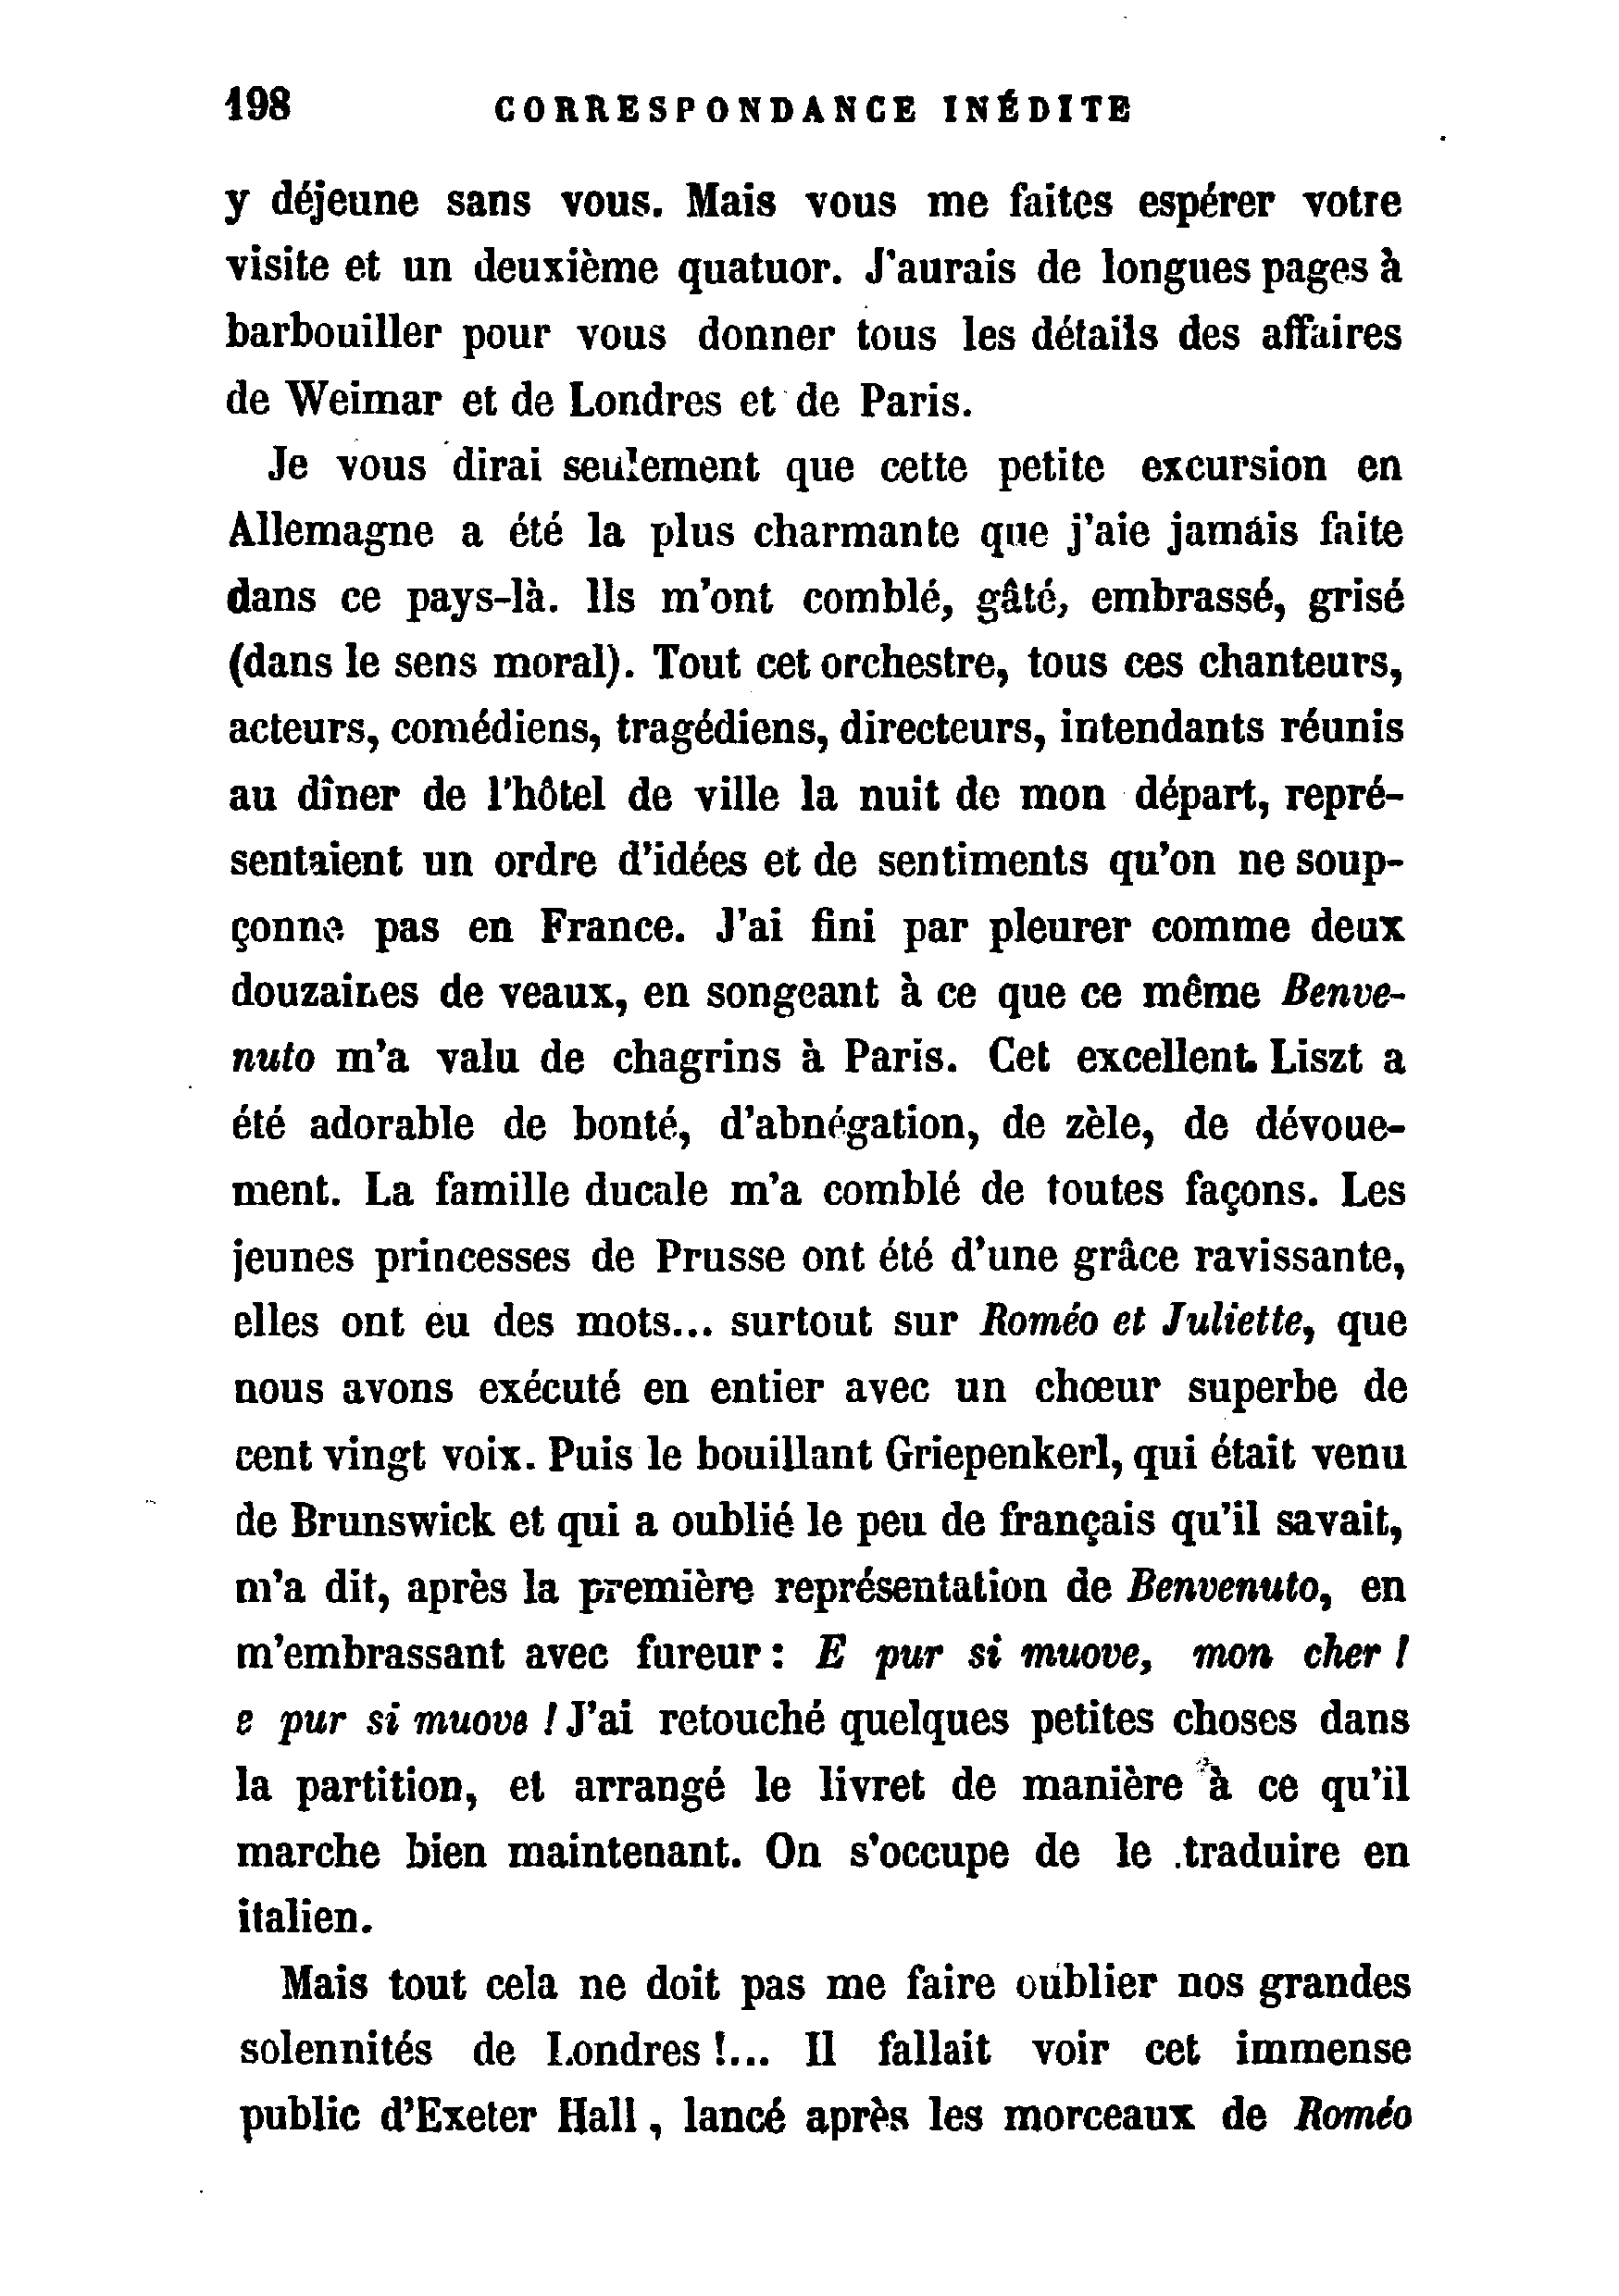 198 CORRESPONDANCE INÉDITE
y déjeune sans vous. Mais vous me faites espérer votre
visite et un deuxième quatuor. J'aurais de longues pages à
barbouiller pour vous donner tous les détails des affaires
de Weimar et de Londres et de Paris.
Je vous dirai seulement que cette petite excursion en
Allemagne a été la plus charmante que j'aie jamais faite
dans ce pays-là. Ils m'ont comblé, gâté, embrassé, grisé
(dans le sens moral). Tout cet orchestre, tous ces chanteurs,
acteurs, comédiens, tragédiens, directeurs, intendants réunis
au dîner de l'hôtel de ville la nuit de mon départ, repré-
sentaient un ordre d'idées et de sentiments qu'on ne soup-
çonne pas en France. J'ai fini par pleurer comme deux
douzaines de veaux, en songeant à ce que ce même Benve-
nuto m'a valu de chagrins à Paris. Cet excellent Liszt a
été adorable de bonté, d'abnégation, de zèle, de dévoue-
ment. La famille ducale m'a comblé de toutes façons. Les
jeunes princesses de Prusse ont été d'une grâce ravissante,
elles ont eu des mots... surtout sur Roméo et Juliette, que
nous avons exécuté en entier avec un chœur superbe de
cent vingt voix. Puis le bouillant Griepenkerl, qui était venu
de Brunswick et qui a oublié le peu de français qu'il savait,
m'a dit, après la première représentation de Benvenuto, en
m'embrassant avec fureur : E pur si muove, mon cher !
e pur si muove ! J'ai retouché quelques petites choses dans
la partition, et arrangé le livret de manière à ce qu'il
marche bien maintenant. On s'occupe de le traduire en
italien.
Mais tout cela ne doit pas me faire oublier nos grandes
solennités de Londres !... Il fallait voir cet immense
public d'Exeter Hall, lancé après les morceaux de Roméo